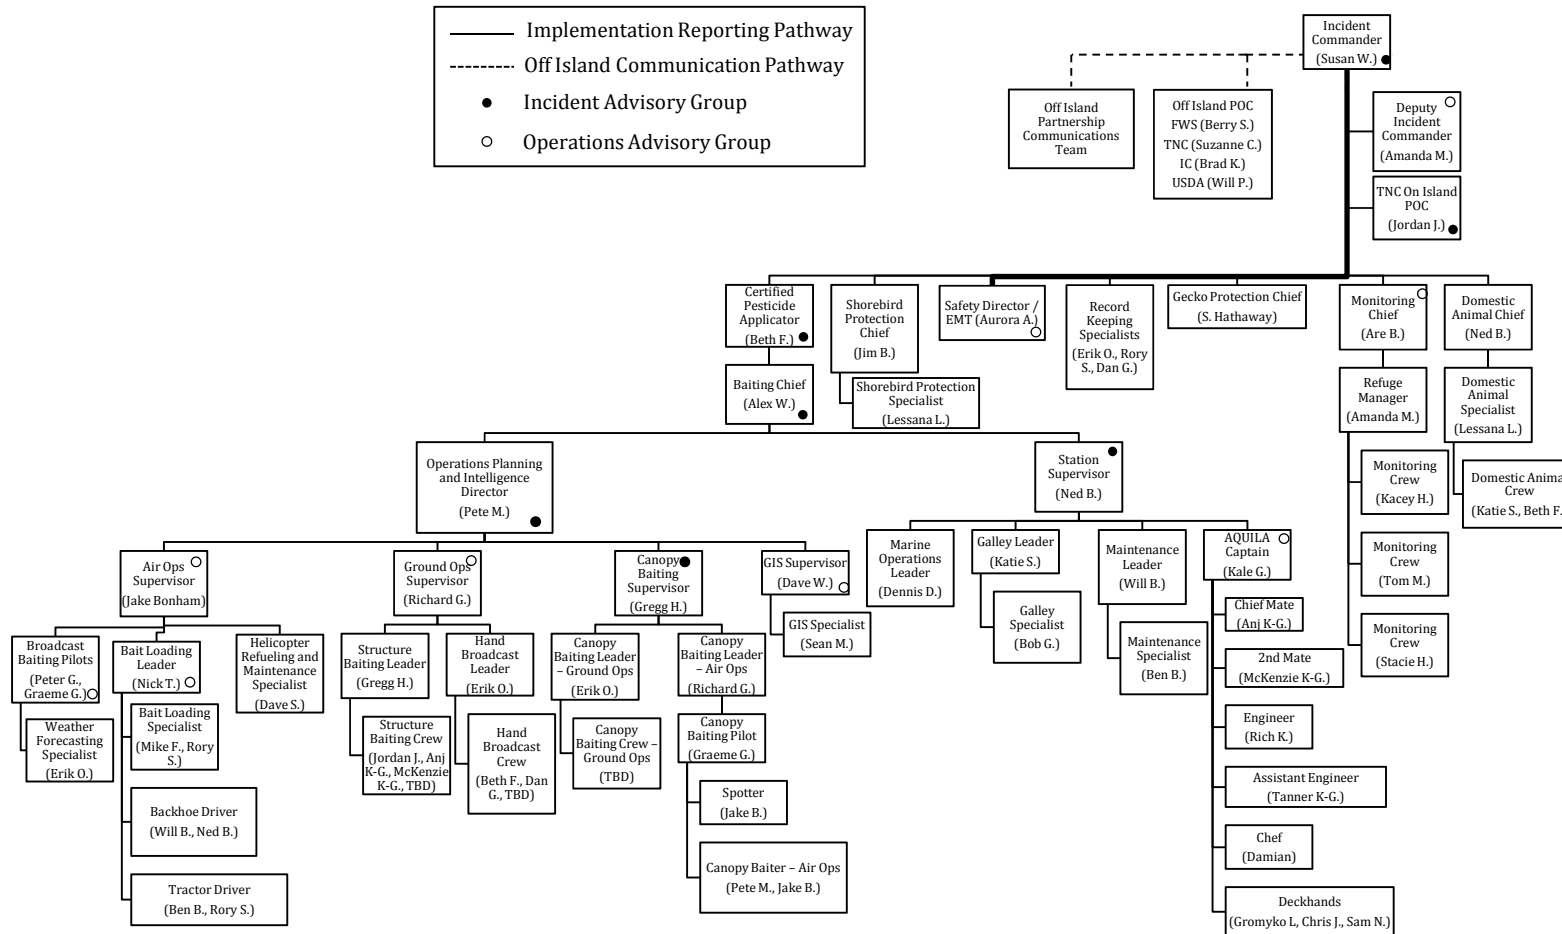 Implementation Reporting Pathway
Off Island Communication Pathway
Incident Advisory Group
Operations Advisory Group
Incident
Commander
(Susan W.)
Off Island
Partnership
Communications
Team
Off Island POC
FWS (Berry S.)
TNC (Suzanne C.)
IC (Brad K.)
USDA (Will P.)
Deputy
Incident
Commander
(Amanda M.)
TNC On Island
POC
(Jordan J.)
Certified
Pesticide
Applicator
(Beth F.)
Shorebird
Protection
Chief
(Jim B.)
Safety Director /
EMT (Aurora A.)
Record
Keeping
Specialists
(Erik O., Rory
S., Dan G.)
Gecko Protection Chief
(S. Hathaway)
Monitoring
Chief
(Are B.)
Domestic
Animal Chief
(Ned B.)
Baiting Chief
(Alex W.)
Shorebird Protection
Specialist
(Lessana L.)
Refuge
Manager
(Amanda M.)
Domestic
Animal
Specialist
(Lessana L.)
Operations Planning
and Intelligence
Director
(Pete M.)
Station
Supervisor
(Ned B.)
Monitoring
Crew
(Kacey H.)
Domestic Anima
Crew
(Katie S., Beth F.
Monitoring
Crew
(Tom M.)
Monitoring
Crew
(Stacie H.)
Air Ops
Supervisor
(Jake Bonham)
Ground Ops
Supervisor
(Richard G.)
Canopy
Baiting
Supervisor
(Gregg H.)
GIS Supervisor
(Dave W.)
Marine
Operations
Leader
(Dennis D.)
Galley Leader
(Katie S.)
Maintenance
Leader
(Will B.)
AQUILA
Captain
(Kale G.)
GIS Specialist
(Sean M.)
Galley
Specialist
(Bob G.)
Maintenance
Specialist
(Ben B.)
Chief Mate
(Anj K-G.)
2nd Mate
(McKenzie K-G.)
Engineer
(Rich K.)
Assistant Engineer
(Tanner K-G.)
Chef
(Damian)
Deckhands
(Gromyko L, Chris J., Sam N.)
Broadcast
Baiting Pilots
(Peter G.,
Graeme G.)
Bait Loading
Leader
(Nick T.)
Helicopter
Refueling and
Maintenance
Specialist
(Dave S.)
Structure
Baiting Leader
(Gregg H.)
Hand
Broadcast
Leader
(Erik O.)
Canopy
Baiting Leader
– Ground Ops
(Erik O.)
Canopy
Baiting Leader
– Air Ops
(Richard G.)
Weather
Forecasting
Specialist
(Erik O.)
Bait Loading
Specialist
(Mike F., Rory
S.)
Structure
Baiting Crew
(Jordan J., Anj
K-G., McKenzie
K-G., TBD)
Hand
Broadcast
Crew
(Beth F., Dan
G., TBD)
Canopy
Baiting Crew –
Ground Ops
(TBD)
Canopy
Baiting Pilot
(Graeme G.)
Backhoe Driver
(Will B., Ned B.)
Spotter
(Jake B.)
Tractor Driver
(Ben B., Rory S.)
Canopy Baiter – Air Ops
(Pete M., Jake B.)